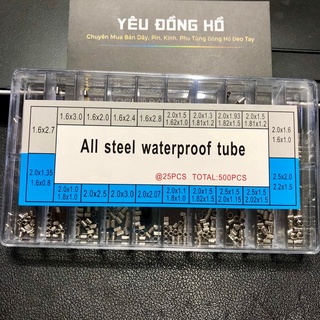 YÊU ĐỒNG HỒ
Chuyên Mua Bán Dây, Pin, Kính, Phụ Tùng Đồng Hồ Đeo Tay
1.6x2.7
1.6x3.0
1.6x2.0
1.6x2.4
1.6x2.8
2.0x1.5
1.62x1.0
2.0x1.3
1.81x1.2
2.0x1.93
1.82x1.5
2.0x1.5
1.81x1.2
2.0x1.6
1.6x1.0
All steel waterproof tube
@25PCS TOTAL:500PCS
2.0x1.35
1.6x0.8
2.0x1.0
1.8x1.0
2.0x2.5
2.0x3.0
2.0x2.07
2.0x1.1
1.8x1.0
2.0x1.5
1.82x1.5
2.5x1.5
2.0x1.15
2.5x1.5
2.02x1.5
2.5x2.0
2.2x1.5